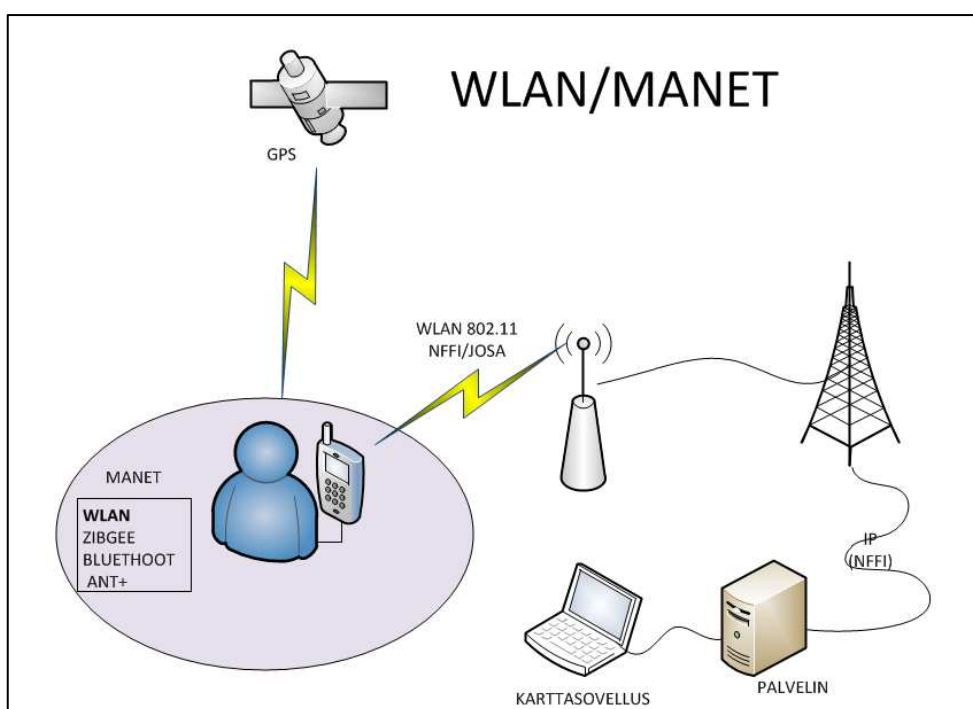 WLAN/MANET
GPS
WLAN 802.11
NFFI/JOSA
MANET
WLAN
ZIBGEE
BLUETHOOT
ANT+
IP
(NFFI)
KARTTASOVELLUS
PALVELIN